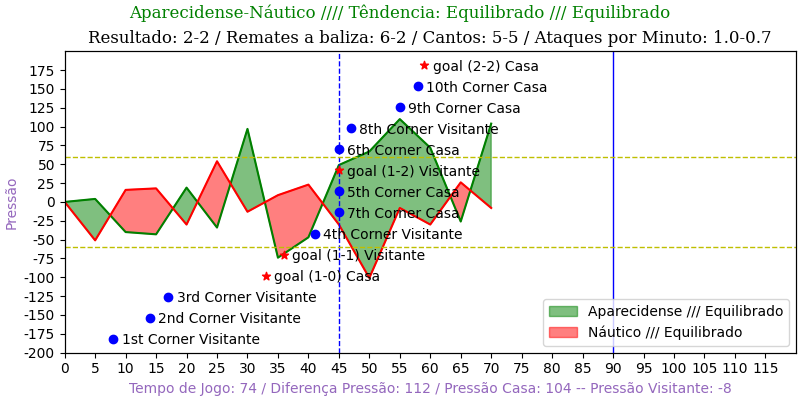 Aparecidense-Náutico //// Têndencia: Equilibrado /// Equilibrado
Resultado: 2-2 / Remates a baliza: 6-2 / Cantos: 5-5 / Ataques por Minuto: 1.0-0.7
175
150
125
100
75
50
25
0
-25
-50
-75
-100
-125
-150
-175
-200
Pressão
goal (2-2) Casa
10th Corner Casa
9th Corner Casa
8th Corner Visitante
6th Corner Casa
goal (1-2) Visitante
5th Corner Casa
7th Corner Casa
4th Corner Visitante
goal (1-1) Visitante
goal (1-0) Casa
3rd Corner Visitante
2nd Corner Visitante
1st Corner Visitante
Aparecidense /// Equilibrado
Náutico /// Equilibrado
0 5 10 15 20 25 30 35 40 45 50 55 60 65 70 75 80 85 90 95 100 105 110 115
Tempo de Jogo: 74 / Diferença Pressão: 112 / Pressão Casa: 104 -- Pressão Visitante: -8